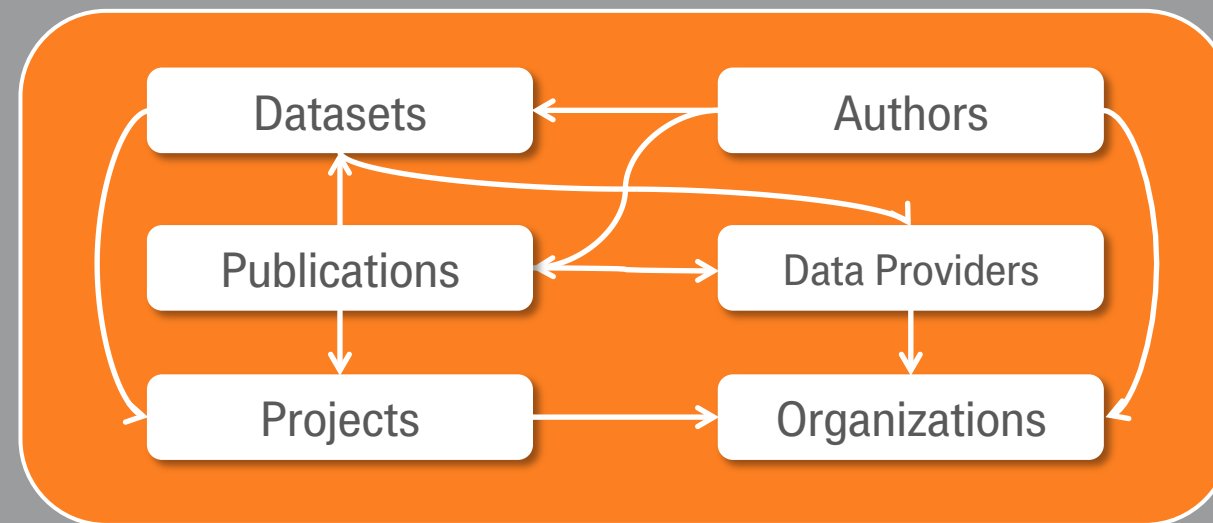 Datasets
Authors
Publications
Data Providers
Projects
Organizations